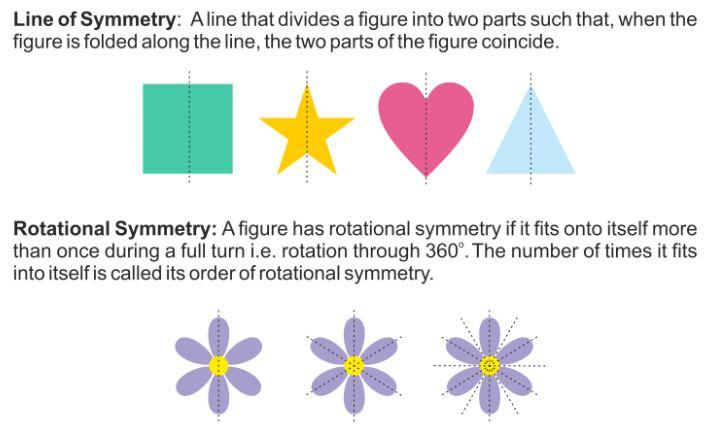 Line of Symmetry: A line that divides a figure into two parts such that, when the
figure is folded along the line, the two parts of the figure coincide.
Rotational Symmetry: A figure has rotational symmetry if it fits onto itself more
than once during a full turn i.e. rotation through 360°. The number of times it fits
into itself is called its order of rotational symmetry.